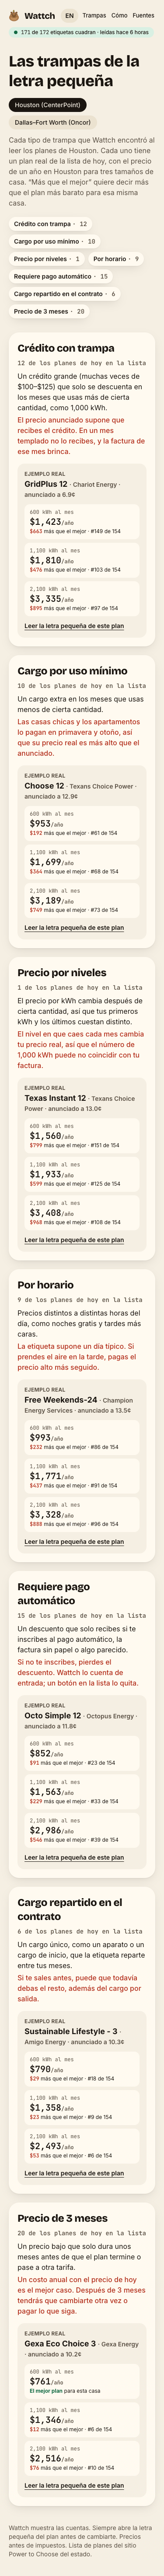 Wattch EN Trampas Cómo Fuentes
171 de 172 etiquetas cuadran · leídas hace 6 horas
Las trampas de la
letra pequeña
Houston (CenterPoint)
Dallas–Fort Worth (Oncor)
Cada tipo de trampa que Wattch encontró al
leer los planes de hoy en la lista. Cada uno tiene
un plan real de la lista de hoy, con el precio de
un año en Houston para tres tamaños de
casa. “Más que el mejor” quiere decir más
que el plan más barato para esa misma
casa.
Crédito con trampa · 12
Cargo por uso mínimo · 10
Precio por niveles · 1 Por horario · 9
Requiere pago automático · 15
Cargo repartido en el contrato · 6
Precio de 3 meses · 20
Crédito con trampa
12 de los planes de hoy en la lista
Un crédito grande (muchas veces de
$100–$125) que solo se descuenta en
los meses que usas más de cierta
cantidad, como 1,000 kWh.
El precio anunciado supone que
recibes el crédito. En un mes
templado no lo recibes, y la factura de
ese mes brinca.
EJEMPLO REAL
GridPlus 12 · Chariot Energy ·
anunciado a 6.9¢
600 kWh al mes
$1,423/año
$663 más que el mejor · #149 de 154
1,100 kWh al mes
$1,810/año
$476 más que el mejor · #103 de 154
2,100 kWh al mes
$3,335/año
$895 más que el mejor · #97 de 154
Leer la letra pequeña de este plan
Cargo por uso mínimo
10 de los planes de hoy en la lista
Un cargo extra en los meses que usas
menos de cierta cantidad.
Las casas chicas y los apartamentos
lo pagan en primavera y otoño, así
que su precio real es más alto que el
anunciado.
EJEMPLO REAL
Choose 12 · Texans Choice Power ·
anunciado a 12.9¢
600 kWh al mes
$953/año
$192 más que el mejor · #61 de 154
1,100 kWh al mes
$1,699/año
$364 más que el mejor · #68 de 154
2,100 kWh al mes
$3,189/año
$749 más que el mejor · #73 de 154
Leer la letra pequeña de este plan
Precio por niveles
1 de los planes de hoy en la lista
El precio por kWh cambia después de
cierta cantidad, así que tus primeros
kWh y los últimos cuestan distinto.
El nivel en que caes cada mes cambia
tu precio real, así que el número de
1,000 kWh puede no coincidir con tu
factura.
EJEMPLO REAL
Texas Instant 12 · Texans Choice
Power · anunciado a 13.0¢
600 kWh al mes
$1,560/año
$799 más que el mejor · #151 de 154
1,100 kWh al mes
$1,933/año
$599 más que el mejor · #125 de 154
2,100 kWh al mes
$3,408/año
$968 más que el mejor · #108 de 154
Leer la letra pequeña de este plan
Por horario
9 de los planes de hoy en la lista
Precios distintos a distintas horas del
día, como noches gratis y tardes más
caras.
La etiqueta supone un día típico. Si
prendes el aire en la tarde, pagas el
precio alto más seguido.
EJEMPLO REAL
Free Weekends-24 · Champion
Energy Services · anunciado a 13.5¢
600 kWh al mes
$993/año
$232 más que el mejor · #86 de 154
1,100 kWh al mes
$1,771/año
$437 más que el mejor · #91 de 154
2,100 kWh al mes
$3,328/año
$888 más que el mejor · #96 de 154
Leer la letra pequeña de este plan
Requiere pago
automático
15 de los planes de hoy en la lista
Un descuento que solo recibes si te
inscribes al pago automático, la
factura sin papel o algo parecido.
Si no te inscribes, pierdes el
descuento. Wattch lo cuenta de
entrada; un botón en la lista lo quita.
EJEMPLO REAL
Octo Simple 12 · Octopus Energy ·
anunciado a 11.8¢
600 kWh al mes
$852/año
$91 más que el mejor · #23 de 154
1,100 kWh al mes
$1,563/año
$229 más que el mejor · #33 de 154
2,100 kWh al mes
$2,986/año
$546 más que el mejor · #39 de 154
Leer la letra pequeña de este plan
Cargo repartido en el
contrato
6 de los planes de hoy en la lista
Un cargo único, como un aparato o un
cargo de inicio, que la etiqueta reparte
entre tus meses.
Si te sales antes, puede que todavía
debas el resto, además del cargo por
salida.
EJEMPLO REAL
Sustainable Lifestyle - 3 ·
Amigo Energy · anunciado a 10.3¢
600 kWh al mes
$790/año
$29 más que el mejor · #18 de 154
1,100 kWh al mes
$1,358/año
$23 más que el mejor · #9 de 154
2,100 kWh al mes
$2,493/año
$53 más que el mejor · #6 de 154
Leer la letra pequeña de este plan
Precio de 3 meses
20 de los planes de hoy en la lista
Un precio bajo que solo dura unos
meses antes de que el plan termine o
pase a otra tarifa.
Un costo anual con el precio de hoy
es el mejor caso. Después de 3 meses
tendrás que cambiarte otra vez o
pagar lo que siga.
EJEMPLO REAL
Gexa Eco Choice 3 · Gexa Energy
· anunciado a 10.2¢
600 kWh al mes
$761/año
El mejor plan para esta casa
1,100 kWh al mes
$1,346/año
$12 más que el mejor · #6 de 154
2,100 kWh al mes
$2,516/año
$76 más que el mejor · #10 de 154
Leer la letra pequeña de este plan
Wattch muestra las cuentas. Siempre abre la letra
pequeña del plan antes de cambiarte. Precios
antes de impuestos. Lista de planes del sitio
Power to Choose del estado.